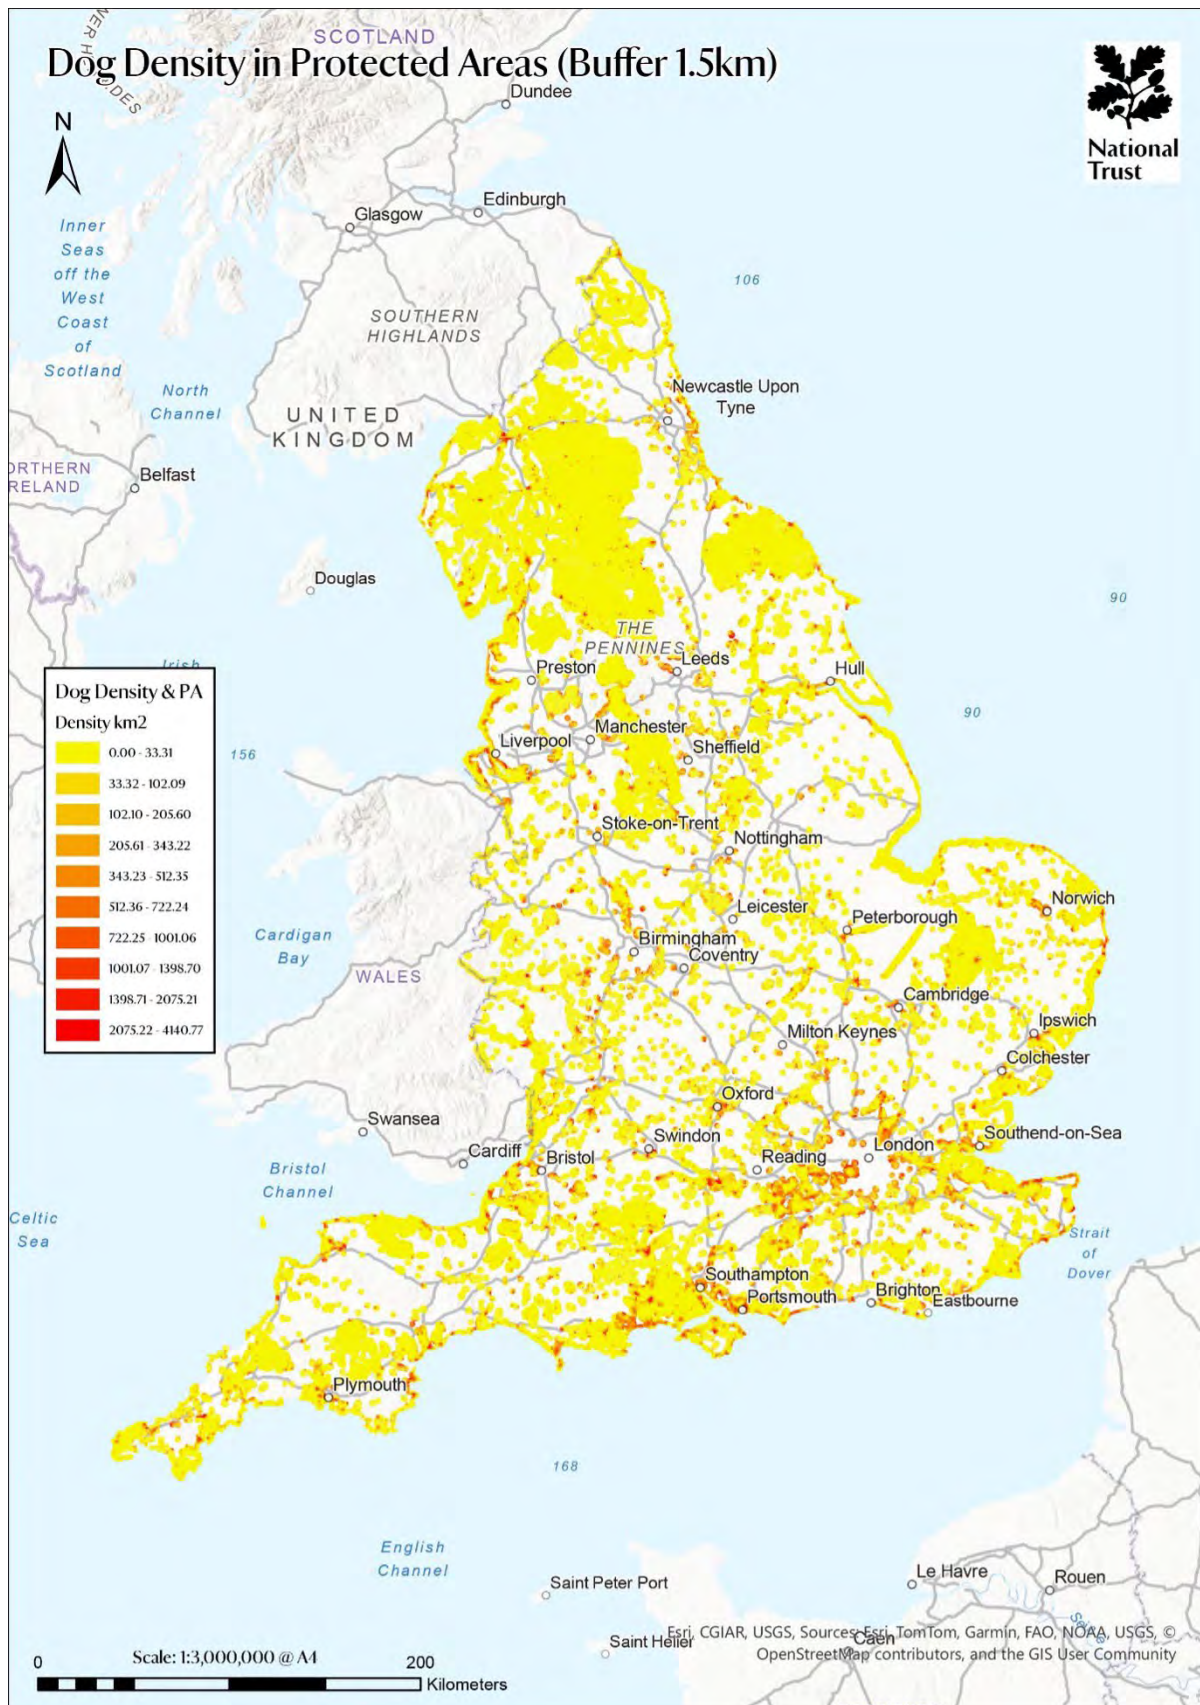 SCOTLAND
Dog Density in Protected Areas (Buffer 1.5km)
Dundee
N
National
Trust
Edinburgh
Glasgow
Inner
Seas
off the
West
Coast
of
Scotland
106
SOUTHERN
HIGHLANDS
North
Channel
UNITED
KINGDOM
Newcastle Upon
Tyne
Belfast
Douglas
90
THE
PENNINES
Leeds
Preston
Hull
Irish
90
Manchester
Liverpool
Sheffield
156
Dog Density & PA
Density km2
0.00 - 33.31
33.32 - 102.09
102.10 - 205.60
205.61 - 343.22
343.23 - 512.35
512.36 - 722.24
722.25 - 1001.06
1001.07 - 1398.70
1398.71 - 2075.21
2075.22 - 4140.77
Stoke-on-Trent
Nottingham
Leicester
Norwich
Peterborough
Cardigan
Bay
Birmingham
Coventry
WALES
Cambridge
Ipswich
Milton Keynes
Colchester
Oxford
Swansea
Swindon
London
Southend-on-Sea
Cardiff
Bristol
Reading
Bristol
Channel
Celtic
Sea
Strait
of
Dover
Southampton
Portsmouth
Brighton
Eastbourne
Plymouth
168
English
Channel
Saint Peter Port
Le Havre
Rouen
Seine
Saint Helier
Caen
Esri, CGIAR, USGS, Sources: Esri, TomTom, Garmin, FAO, NOAA, USGS, ©
OpenStreetMap contributors, and the GIS User Community
Scale: 1:3,000,000 @ A4
0 200
Kilometers